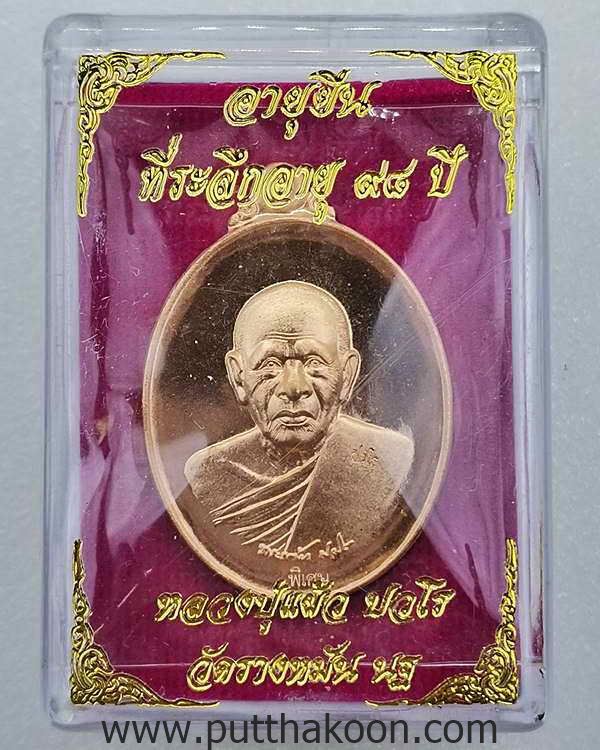 อายุยืน
ที่ระลึกอายุ ๙๘ ปี
พิเศษ
หลวงปู่แผ้ว ปวโร
วัดรางหมัน นฐ
www.putthakoon.com